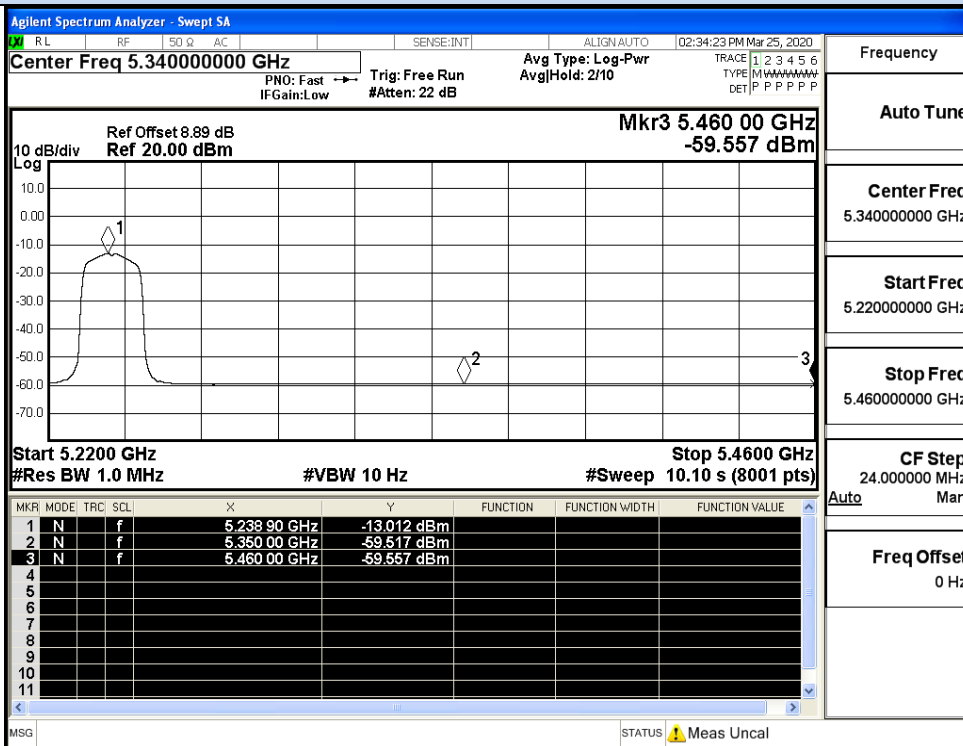 Agilent Spectrum Analyzer - Swept SA
LXI RL RF 50 Ω AC SENSE:INT ALIGN AUTO 02:34:23 PM Mar 25, 2020
Center Freq 5.340000000 GHz
PNO: Fast
IFGain:Low
Trig: Free Run
#Atten: 22 dB
Avg Type: Log-Pwr
Avg|Hold: 2/10
TRACE 1 2 3 4 5 6
TYPE M WWWWW
DET P P P P P P
Ref Offset 8.89 dB
10 dB/div Ref 20.00 dBm
Log
Mkr3 5.460 00 GHz
-59.557 dBm
10.0
0.00
-10.0
-20.0
-30.0
-40.0
-50.0
-60.0
-70.0
1
2
3
Start 5.2200 GHz Stop 5.4600 GHz
#Res BW 1.0 MHz #VBW 10 Hz #Sweep 10.10 s (8001 pts)
MKR MODE TRC SCL X Y FUNCTION FUNCTION WIDTH FUNCTION VALUE
1 N f 5.238 90 GHz -13.012 dBm
2 N f 5.350 00 GHz -59.517 dBm
3 N f 5.460 00 GHz -59.557 dBm
4
5
6
7
8
9
10
11
MSG STATUS Meas Uncal
Frequency
Auto Tune
Center Freq
5.340000000 GHz
Start Freq
5.220000000 GHz
Stop Freq
5.460000000 GHz
CF Step
24.000000 MHz
Auto Man
Freq Offset
0 Hz